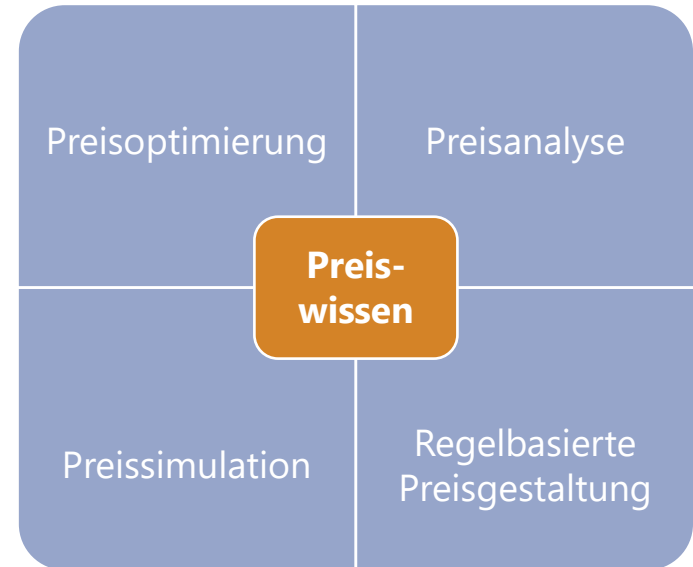 Preisoptimierung
Preisanalyse
Preis-
wissen
Preissimulation
Regelbasierte
Preisgestaltung